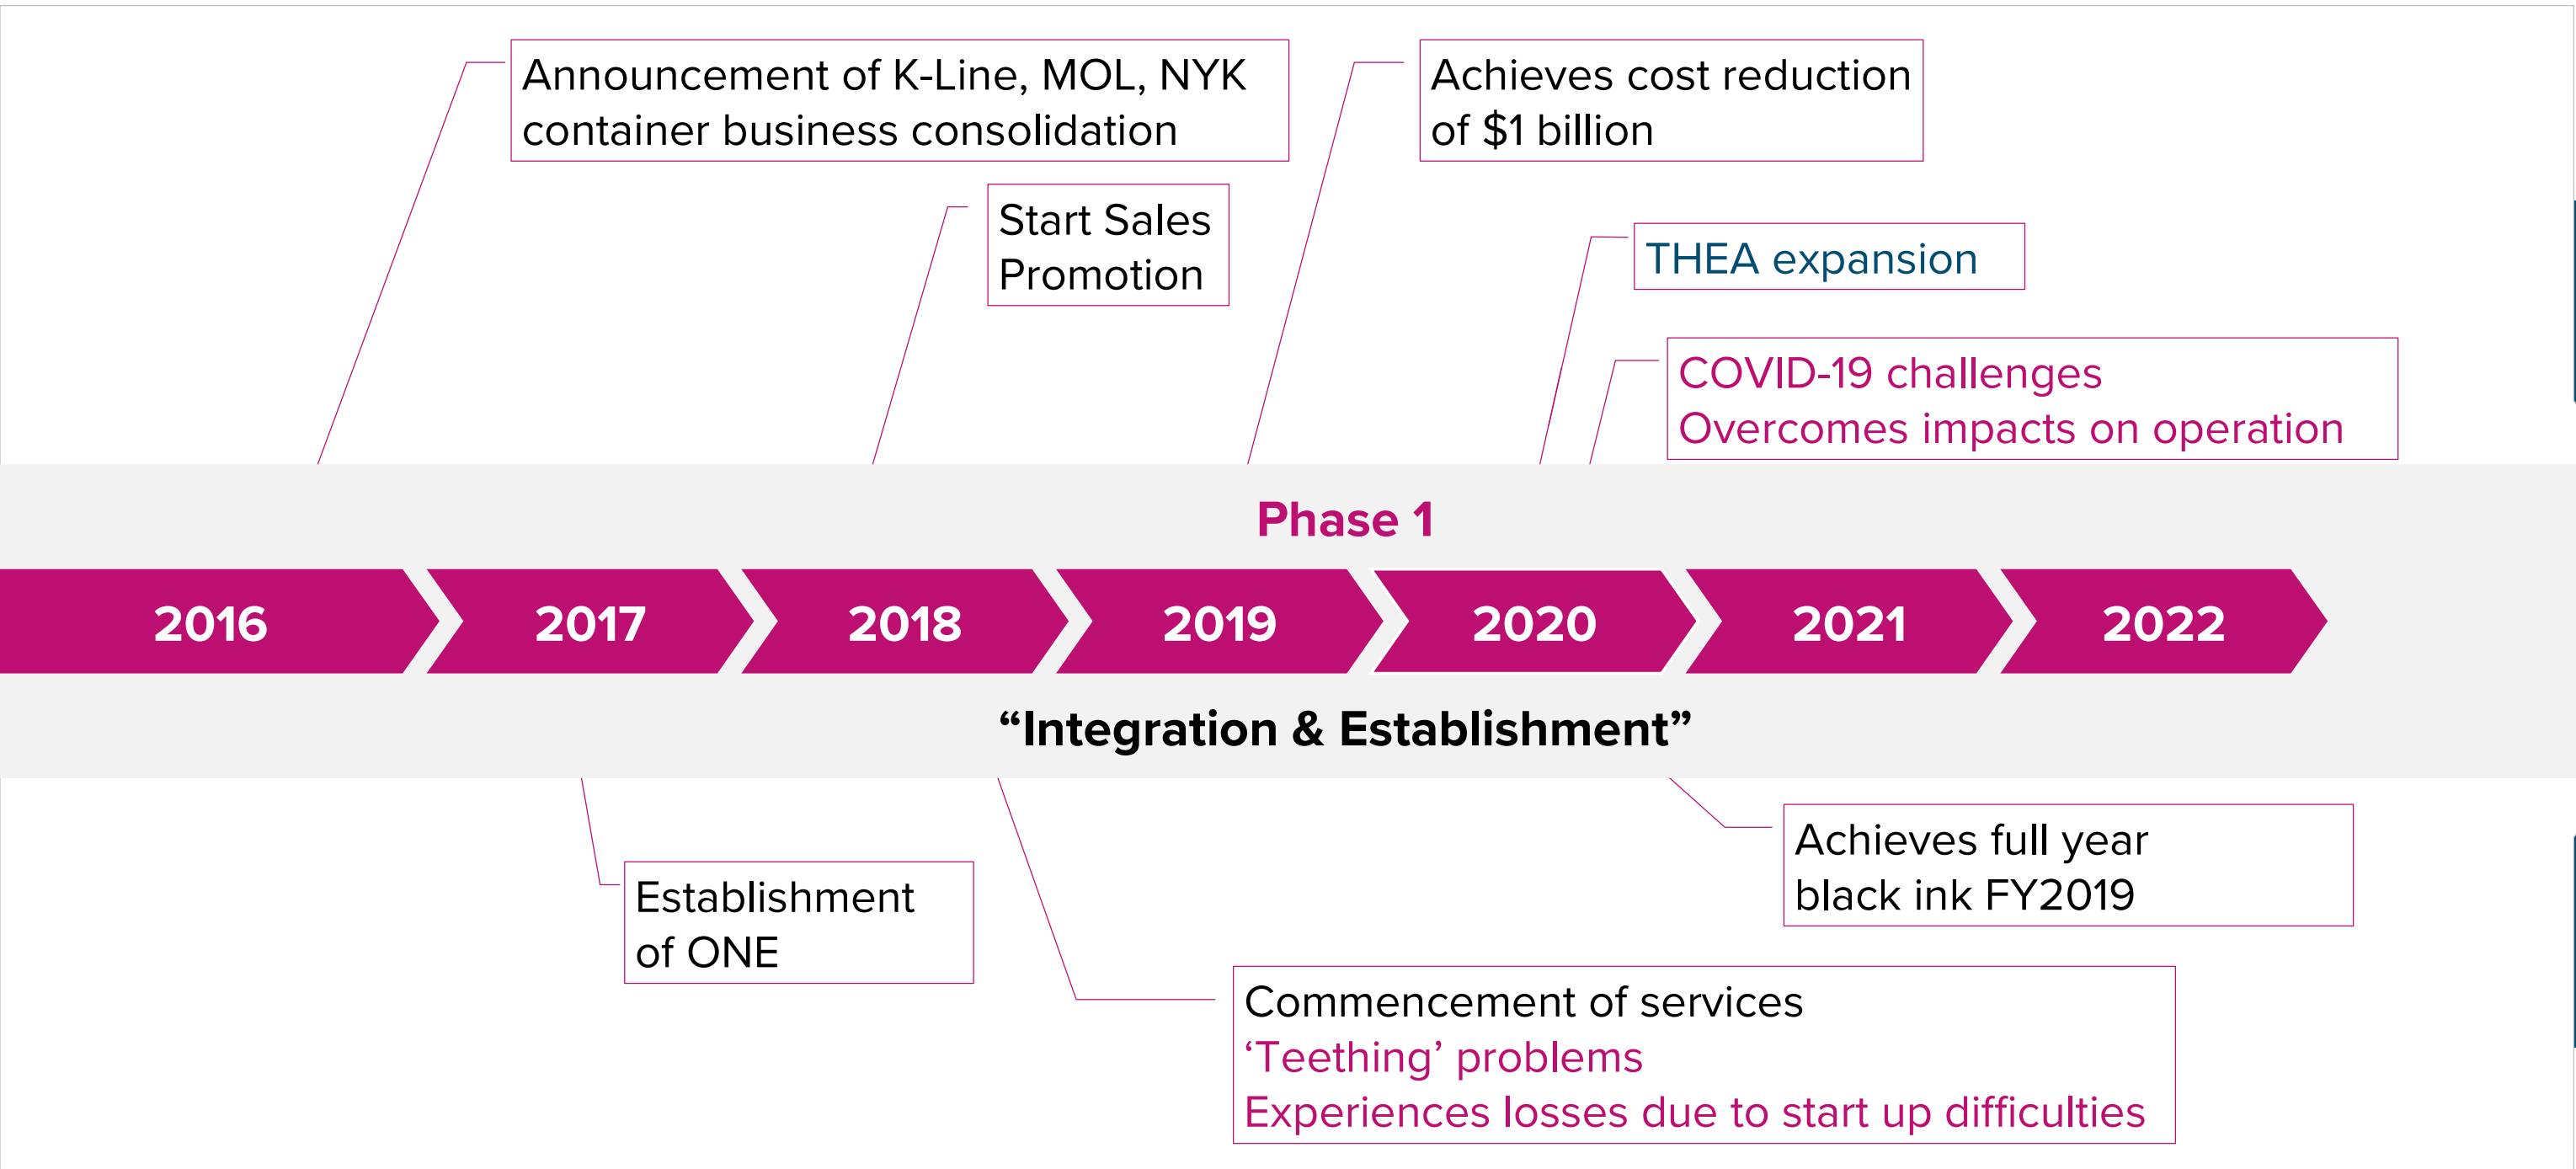 Announcement of K-Line, MOL, NYK
container business consolidation
Achieves cost reduction
of $1 billion
Start Sales
Promotion
THEA expansion
COVID-19 challenges
Overcomes impacts on operation
Phase 1
2016
2017
2018
2019
2020
2021
2022
“Integration & Establishment”
Establishment
of ONE
Achieves full year
black ink FY2019
Commencement of services
‘Teething’ problems
Experiences losses due to start up difficulties